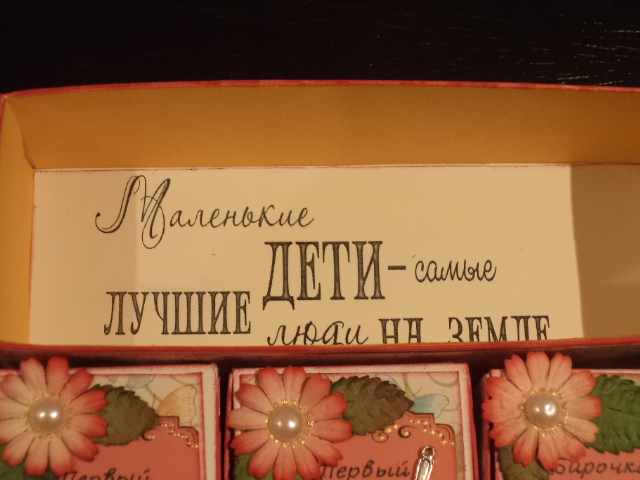 Маленькие
ДЕТИ - самые
ЛУЧШИЕ люди НА ЗЕМЛЕ
Первый
Первый
Бирочка